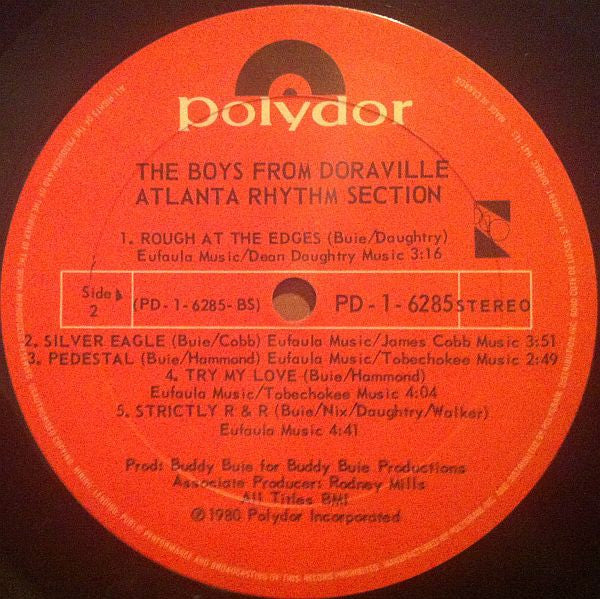 polydor
THE BOYS FROM DORAVILLE
ATLANTA RHYTHM SECTION
1. ROUGH AT THE EDGES (Buie/Daughtry)
Eufaula Music/Dean Daughtry Music 3:16
Side
2
(PD-1-6285-BS)
PD-1-6285
STEREO
2. SILVER EAGLE (Buie/Cobb) Eufaula Music/James Cobb Music 3:51
3. PEDESTAL (Buie/Hammond) Eufaula Music/Tobechokee Music 2:49
4. TRY MY LOVE (Buie/Hammond)
Eufaula Music/Tobechokee Music 4:04
5. STRICTLY R & R (Buie/Nix/Daughtry/Walker)
Eufaula Music 4:41
Prod: Buddy Buie for Buddy Buie Productions
Associate Producer: Rodney Mills
All Titles BMI
℗1980 Polydor Incorporated